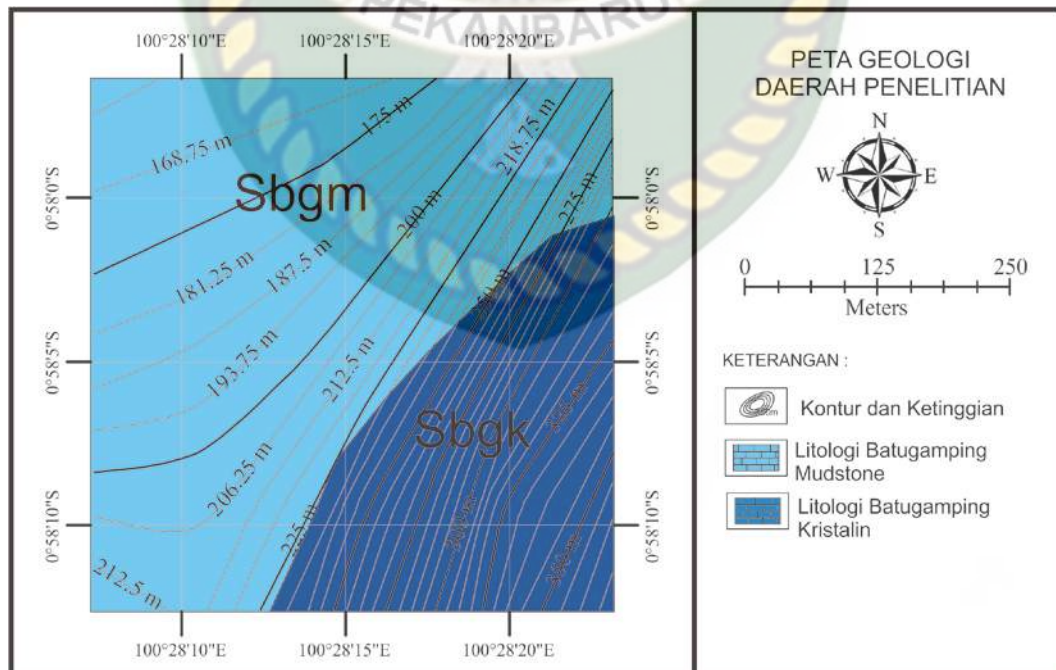 PEKANBARU
100°28'10"E 100°28'15"E 100°28'20"E
0°58'0"S
0°58'5"S
0°58'10"S
168.75 m
175 m
218.75 m
Sbgm
200 m
275 m
181.25 m
187.5 m
250 m
193.75 m
212.5 m
Sbgk
206.25 m
225 m
212.5 m
0°58'0"S
0°58'5"S
0°58'10"S
100°28'10"E 100°28'15"E 100°28'20"E
PETA GEOLOGI
DAERAH PENELITIAN
N
W E
S
0 125 250
Meters
KETERANGAN :
Kontur dan Ketinggian
Litologi Batugamping
Mudstone
Litologi Batugamping
Kristalin